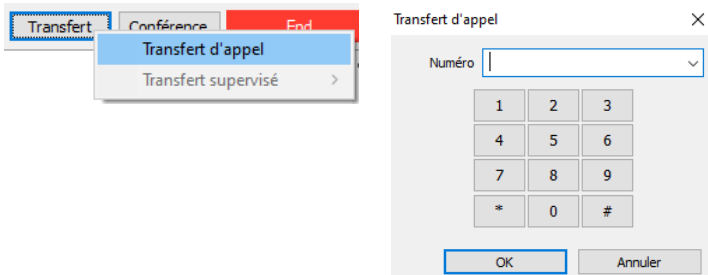 Transfert Conférence End
Transfert d'appel
Transfert supervisé >
Transfert d'appel
Numéro
1 2 3
4 5 6
7 8 9
* 0 #
OK Annuler